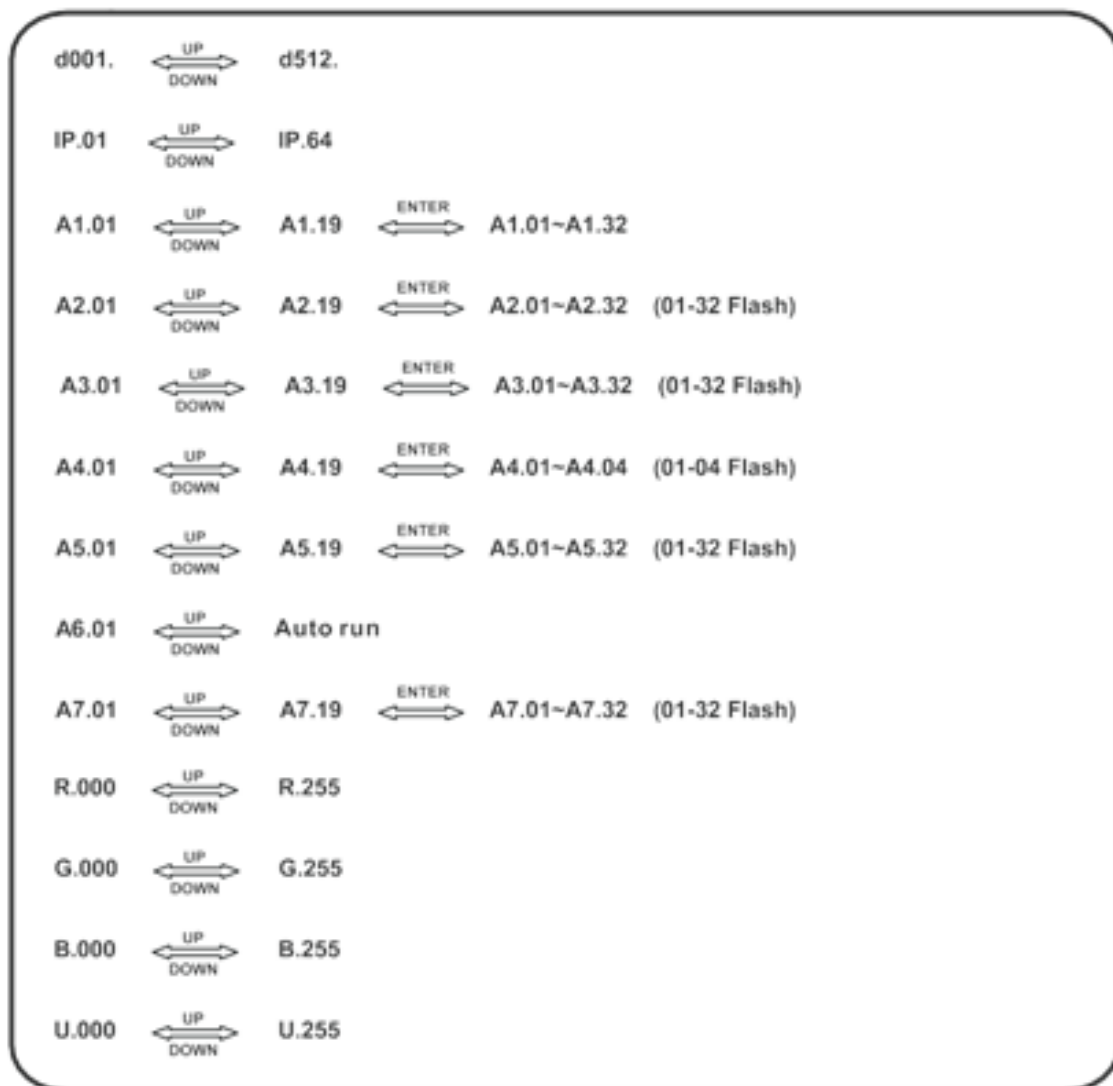 d001. UP DOWN d512.
IP.01 UP DOWN IP.64
A1.01 UP DOWN A1.19 ENTER A1.01~A1.32
A2.01 UP DOWN A2.19 ENTER A2.01~A2.32 (01-32 Flash)
A3.01 UP DOWN A3.19 ENTER A3.01~A3.32 (01-32 Flash)
A4.01 UP DOWN A4.19 ENTER A4.01~A4.04 (01-04 Flash)
A5.01 UP DOWN A5.19 ENTER A5.01~A5.32 (01-32 Flash)
A6.01 UP DOWN Auto run
A7.01 UP DOWN A7.19 ENTER A7.01~A7.32 (01-32 Flash)
R.000 UP DOWN R.255
G.000 UP DOWN G.255
B.000 UP DOWN B.255
U.000 UP DOWN U.255